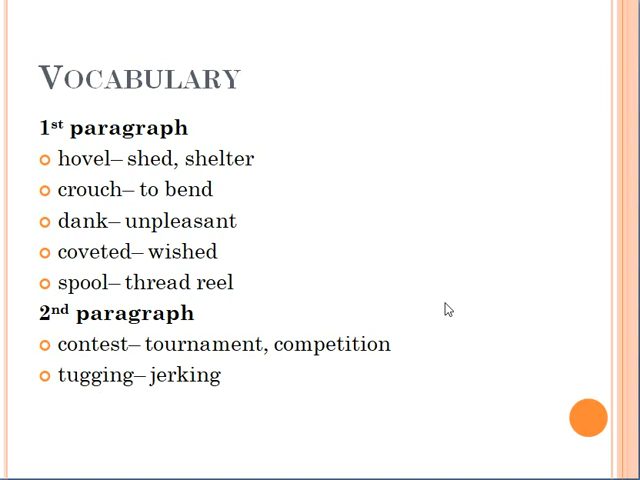 VOCABULARY
1st paragraph
hovel– shed, shelter
crouch– to bend
dank– unpleasant
coveted– wished
spool– thread reel
2nd paragraph
contest– tournament, competition
tugging– jerking